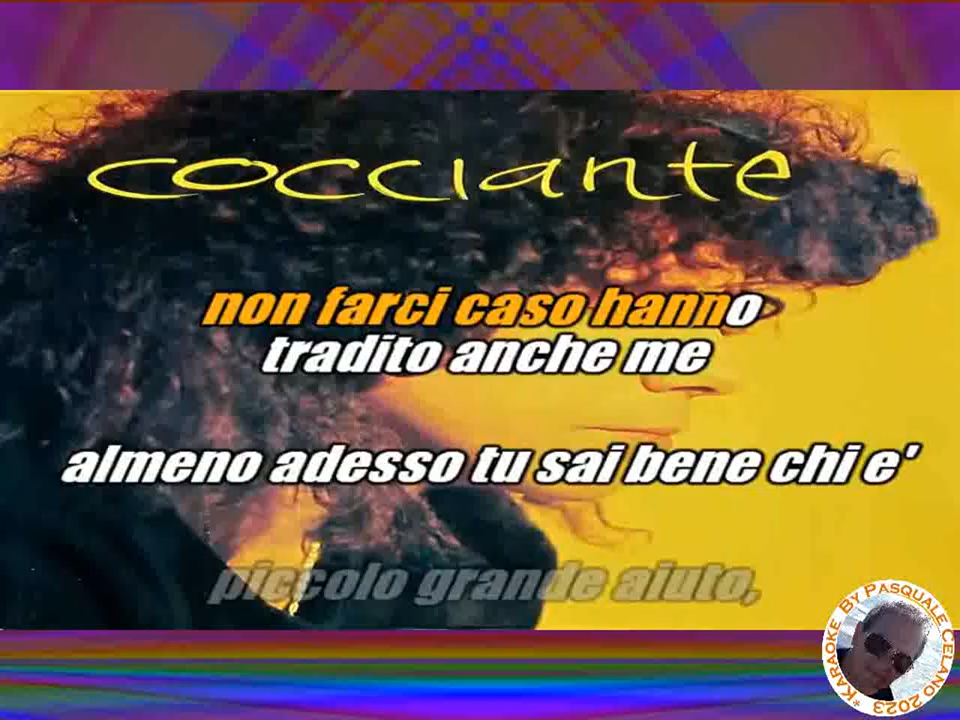 cocciante
non farci caso hanno
tradito anche me
almeno adesso tu sai bene chi e'
piccolo grande aiuto,
*KARAOKE BY PASQUALE CELANO 2023